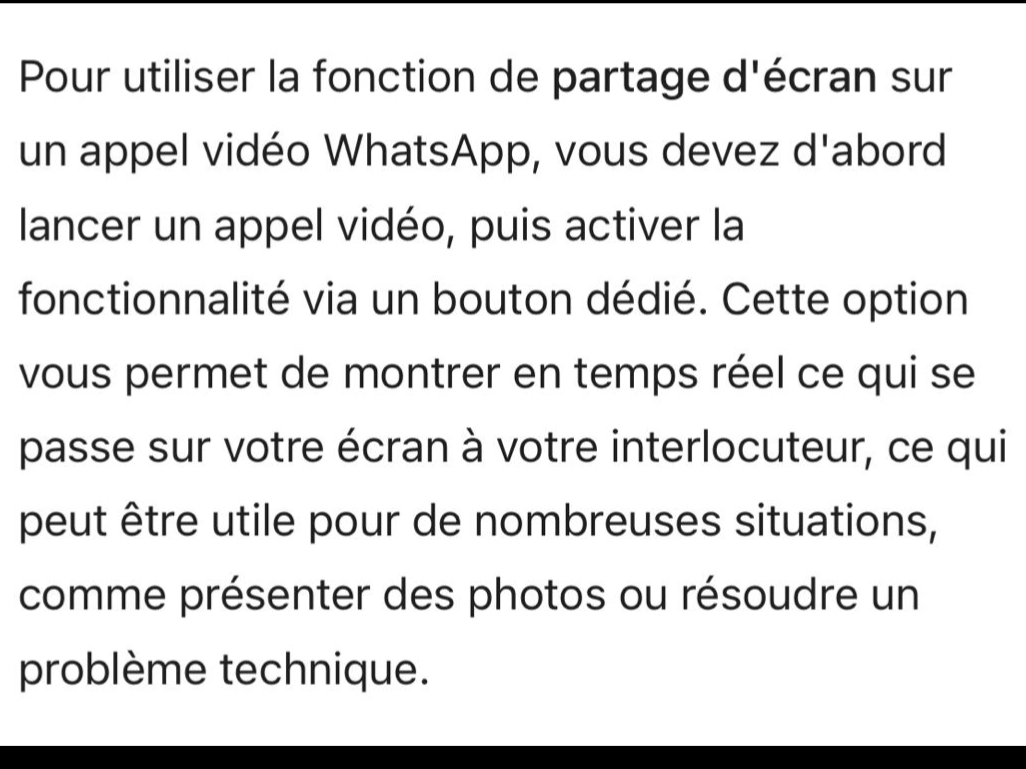 Pour utiliser la fonction de partage d'écran sur
un appel vidéo WhatsApp, vous devez d'abord
lancer un appel vidéo, puis activer la
fonctionnalité via un bouton dédié. Cette option
vous permet de montrer en temps réel ce qui se
passe sur votre écran à votre interlocuteur, ce qui
peut être utile pour de nombreuses situations,
comme présenter des photos ou résoudre un
problème technique.